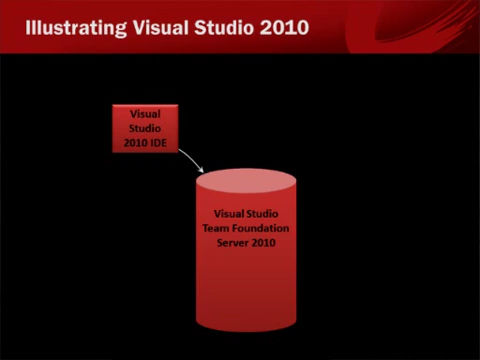 Illustrating Visual Studio 2010
Visual
Studio
2010 IDE
Visual Studio
Team Foundation
Server 2010